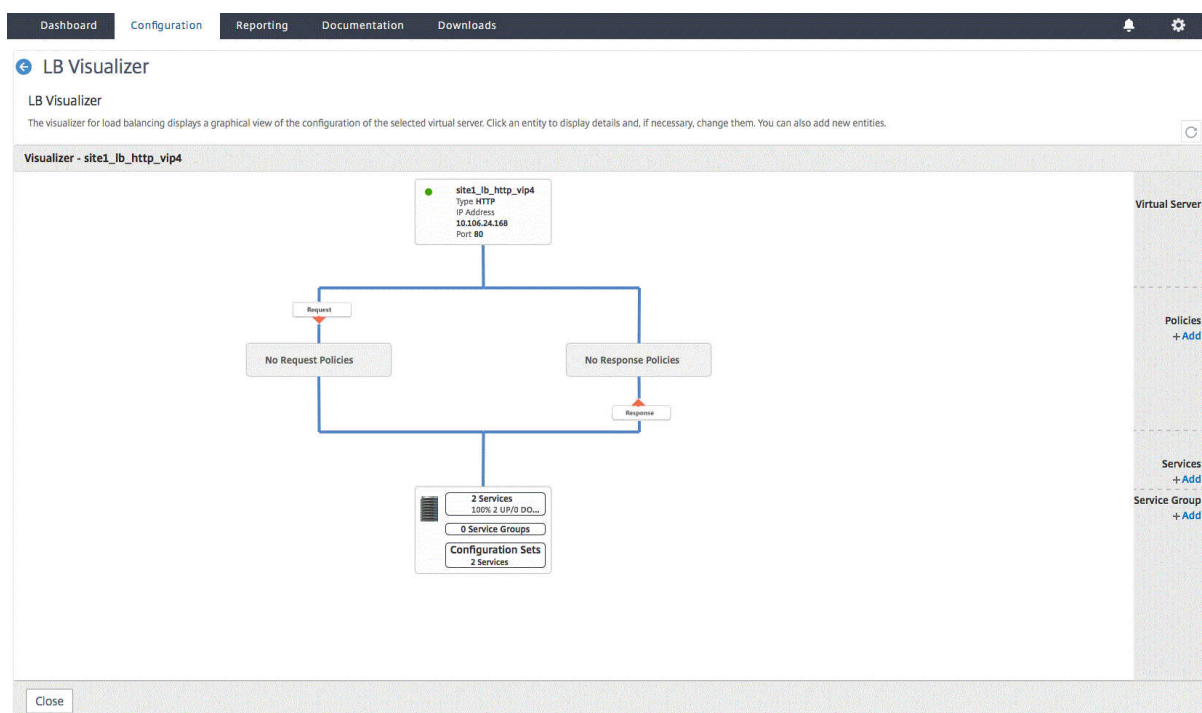 Dashboard Configuration Reporting Documentation Downloads
LB Visualizer
LB Visualizer
The visualizer for load balancing displays a graphical view of the configuration of the selected virtual server. Click an entity to display details and, if necessary, change them. You can also add new entities.
Visualizer - site1_lb_http_vip4
site1_lb_http_vip4
Type HTTP
IP Address
10.106.24.168
Port 80
Virtual Server
Request
Policies
+ Add
No Request Policies
No Response Policies
Response
Services
+ Add
2 Services
100% 2 UP/0 DO...
0 Service Groups
Configuration Sets
2 Services
Service Group
+ Add
Close